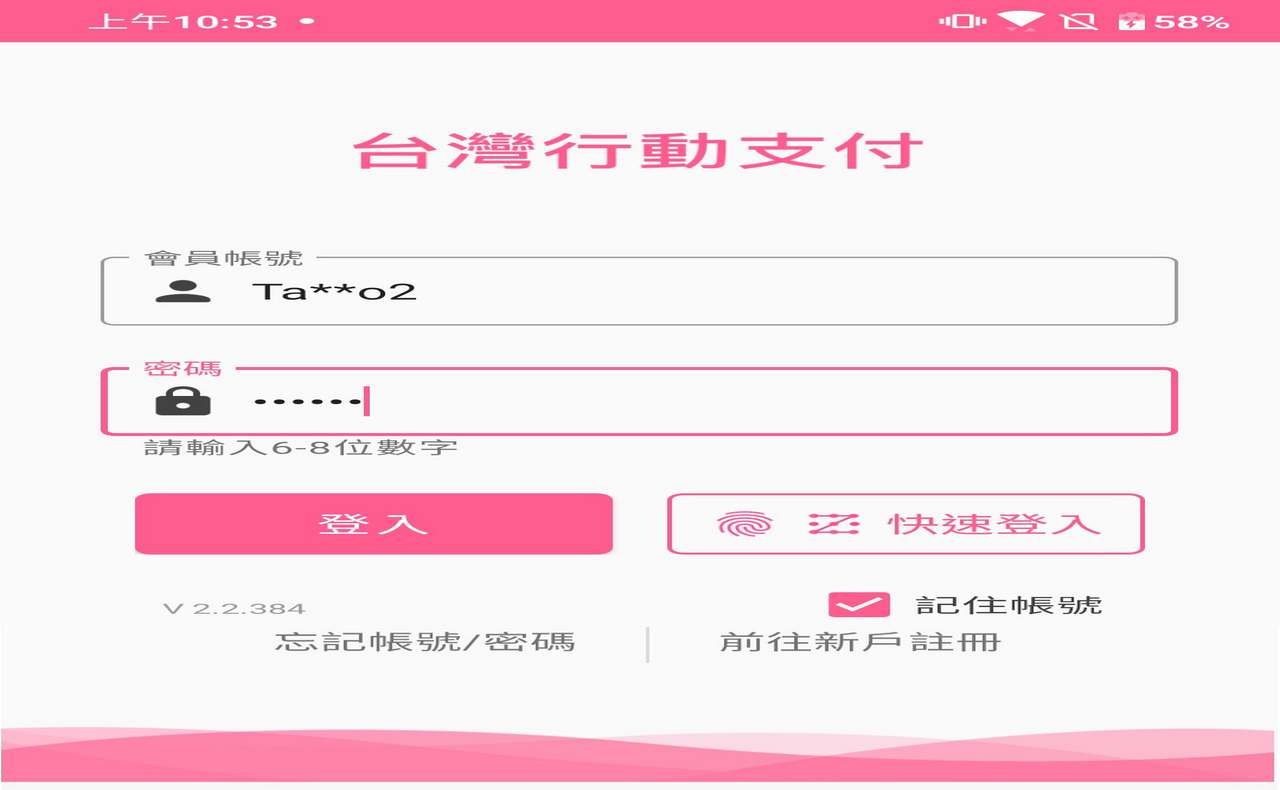 上午10:53
58%
台灣行動支付
會員帳號
Ta**o2
密碼
••••••
請輸入6-8位數字
登入
快速登入
V 2.2.384
記住帳號
忘記帳號/密碼
前往新戶註冊